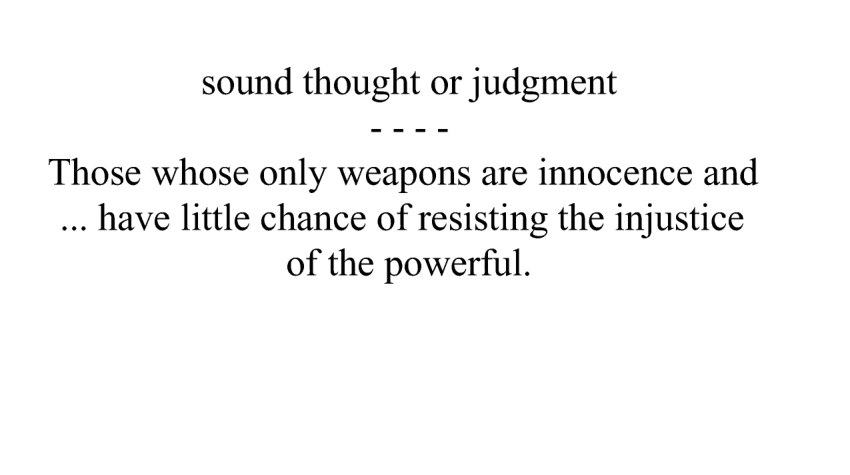 sound thought or judgment
- - - -
Those whose only weapons are innocence and
... have little chance of resisting the injustice
of the powerful.